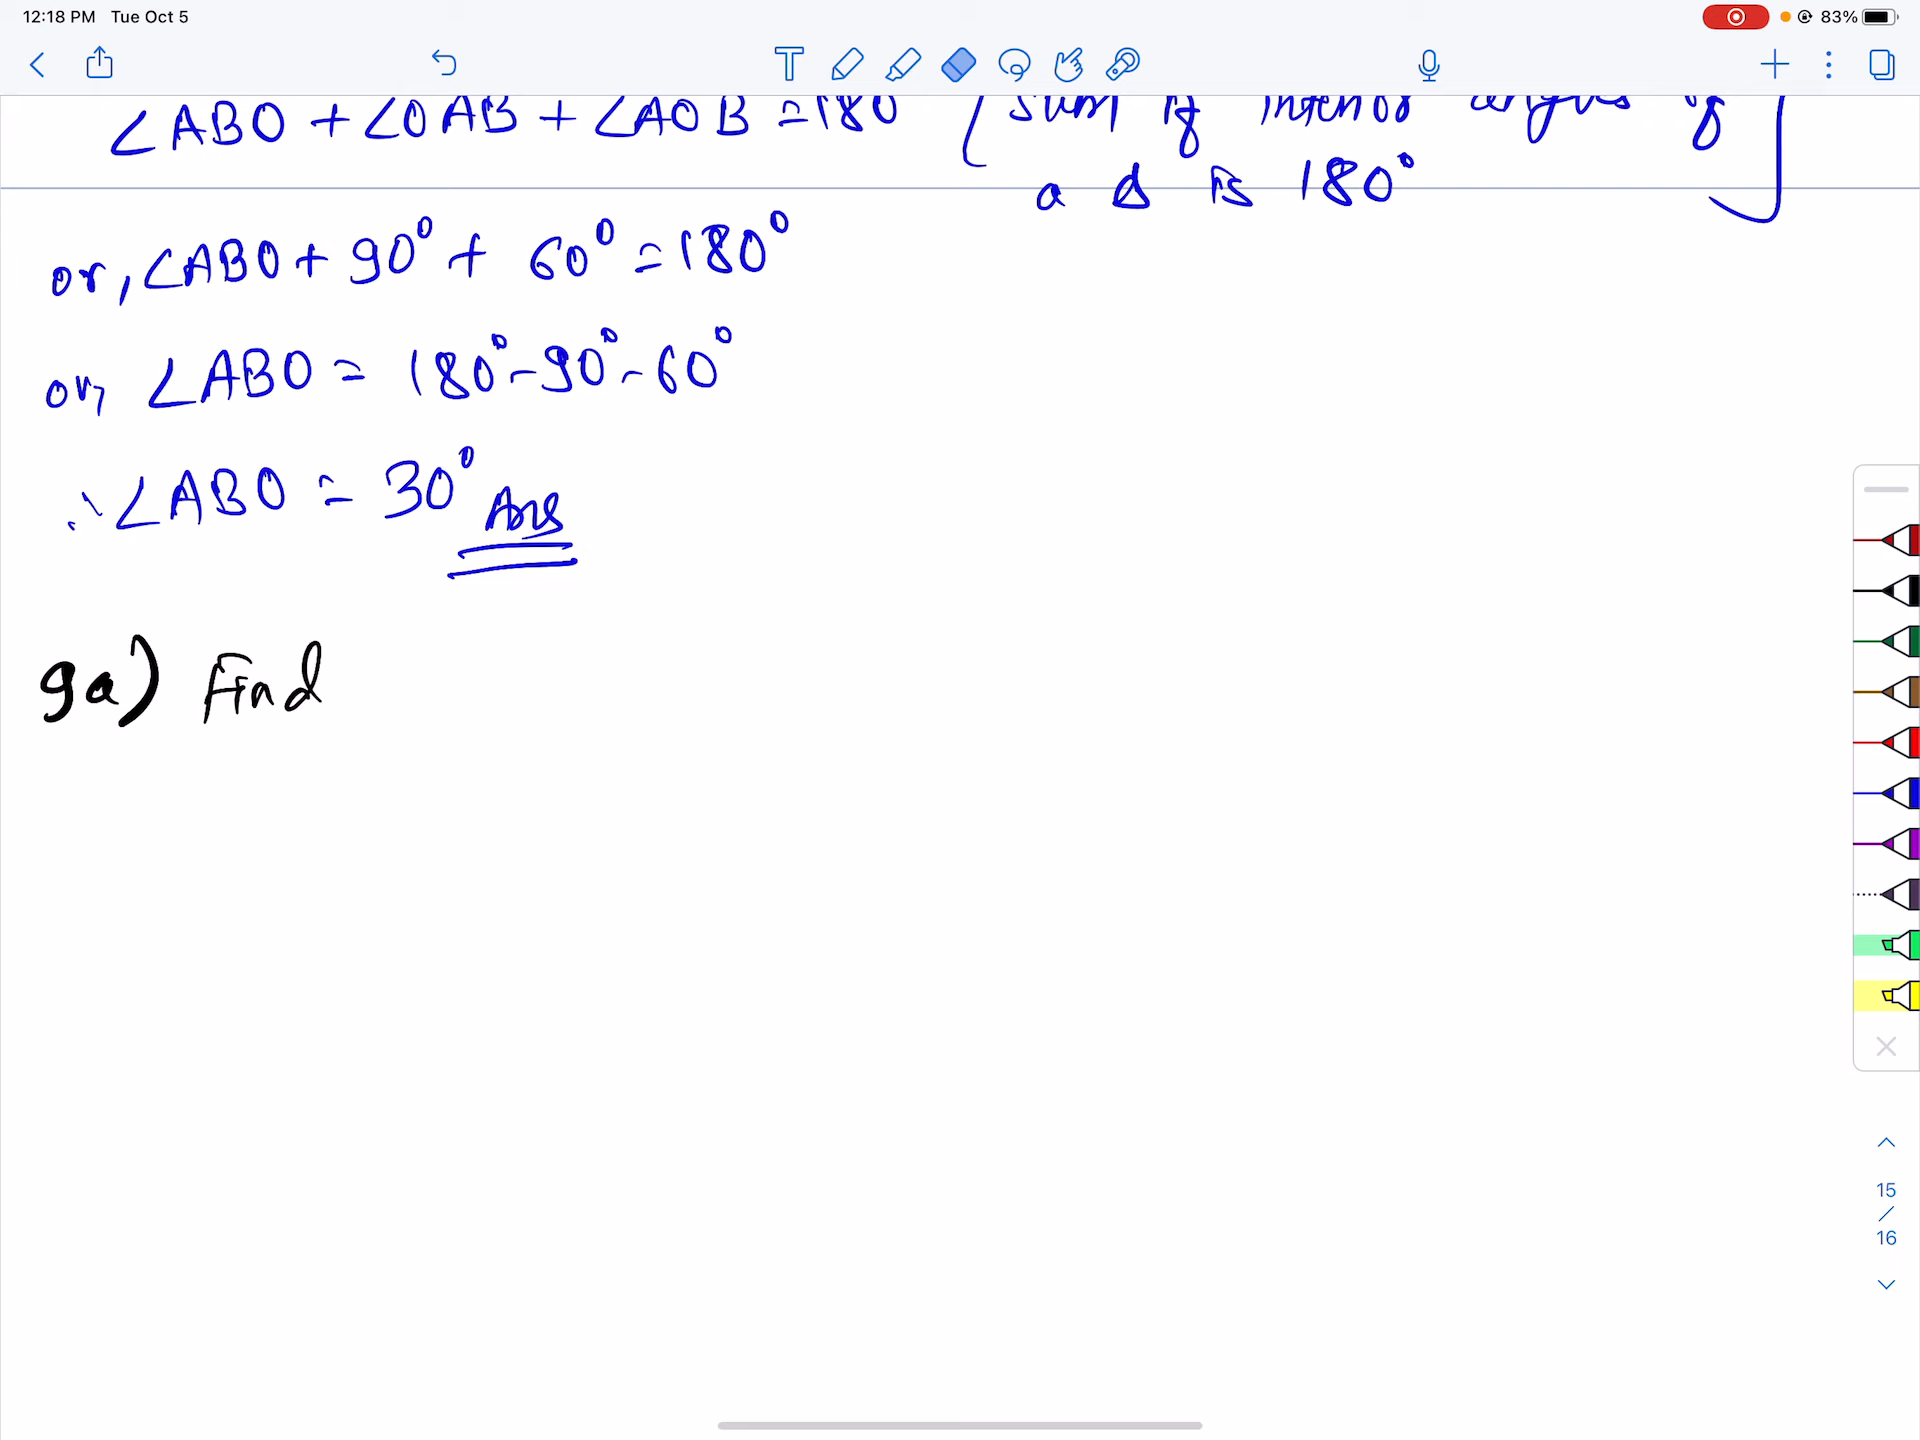 12:18 PM Tue Oct 5 83%
∠ABO + ∠OAB + ∠AOB = 180 [sum of interior angles of
a Δ is 180°]
or, ∠ABO + 90° + 60° = 180°
or, ∠ABO = 180° - 90° - 60°
∴ ∠ABO = 30° Ans
9a) Find
15
/
16